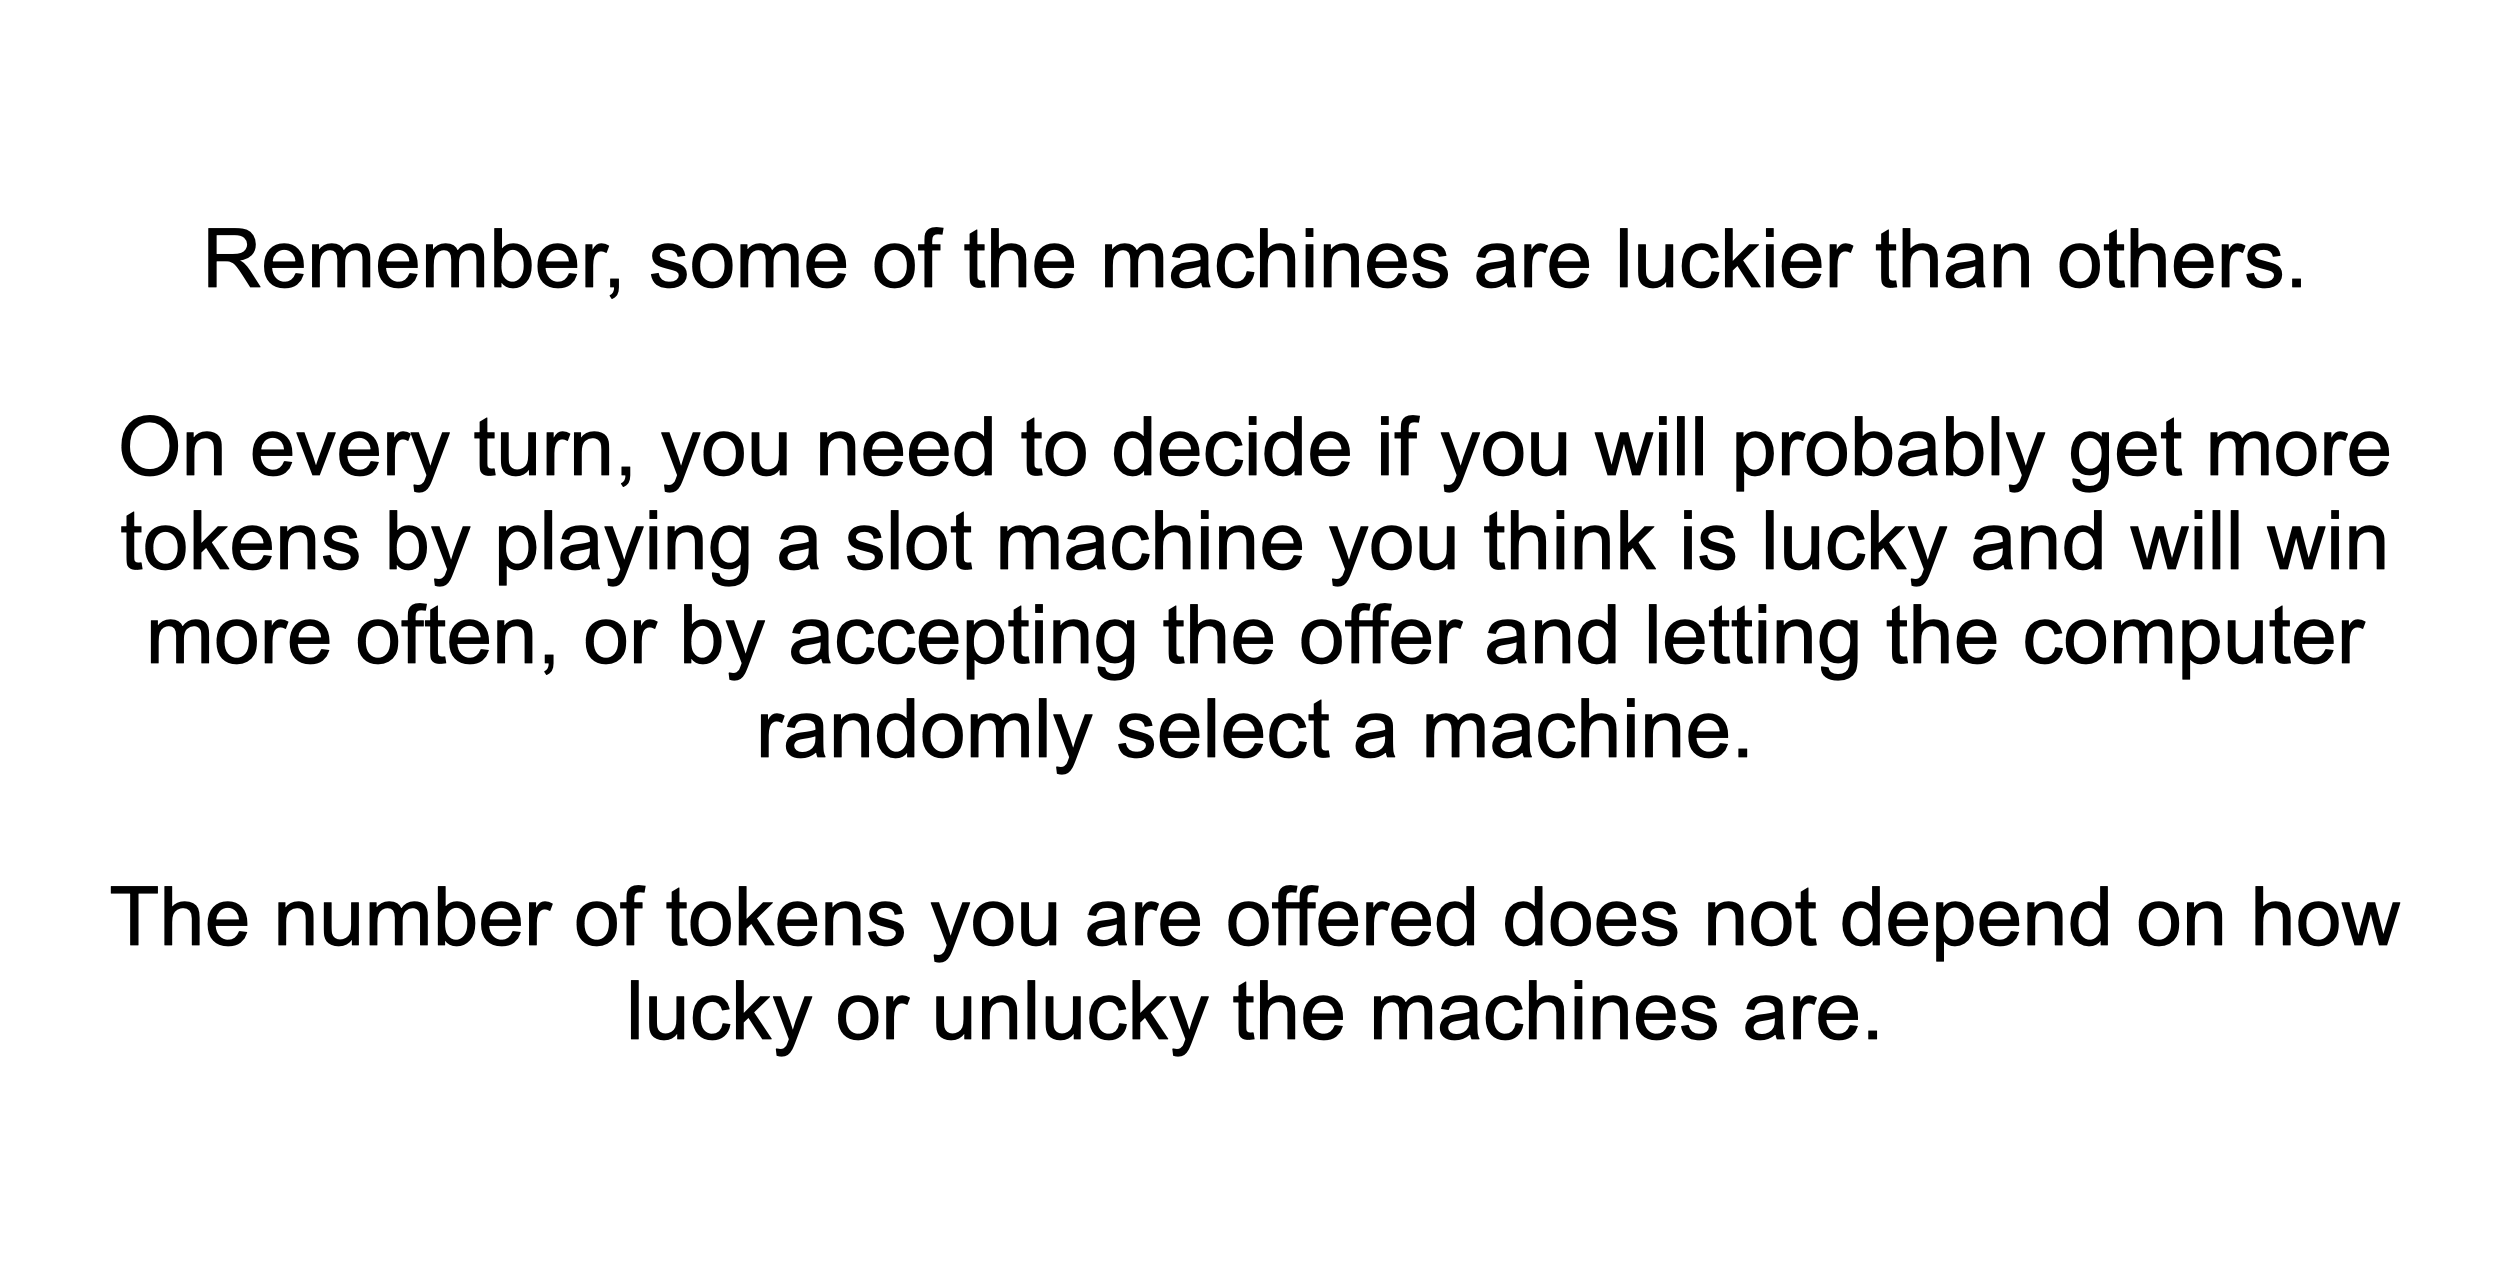 Remember, some of the machines are luckier than others.
On every turn, you need to decide if you will probably get more
tokens by playing a slot machine you think is lucky and will win
more often, or by accepting the offer and letting the computer
randomly select a machine.
The number of tokens you are offered does not depend on how
lucky or unlucky the machines are.